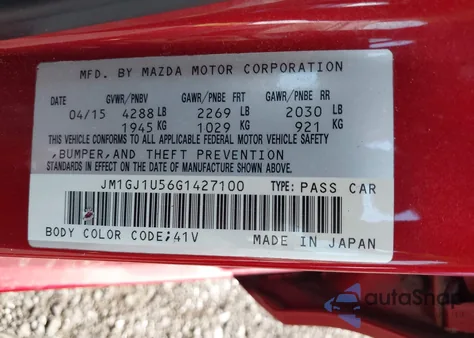 MFD. BY MAZDA MOTOR CORPORATION
DATE GVWR/PNBV GAWR/PNBE FRT GAWR/PNBE RR
04/15 4288 LB 2269 LB 2030 LB
1945 KG 1029 KG 921 KG
THIS VEHICLE CONFORMS TO ALL APPLICABLE FEDERAL MOTOR VEHICLE SAFETY
,BUMPER,AND THEFT PREVENTION
STANDARDS IN EFFECT ON THE DATE OF MANUFACTURE SHOWN ABOVE.
JM1GJ1U56G1427100 TYPE: PASS CAR
BODY COLOR CODE;41V MADE IN JAPAN
autoSnap